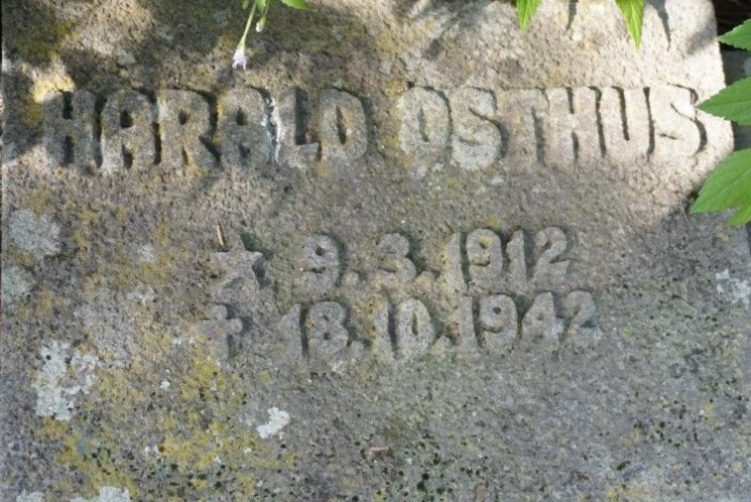 HARALD OSTHUS
★ 9.3.1912
✝ 18.10.1942